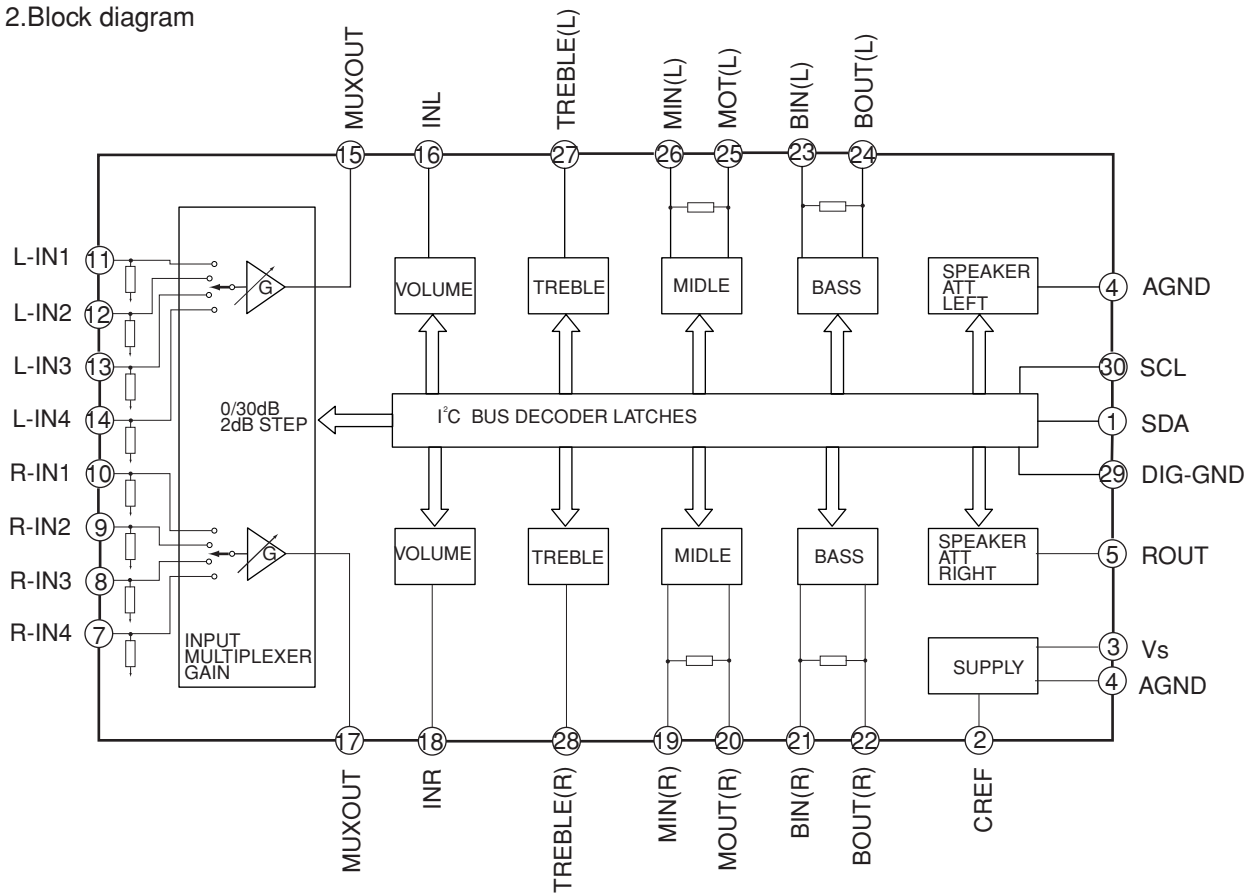 2.Block diagram
MUXOUT
INL
TREBLE(L)
MIN(L)
MOT(L)
BIN(L)
BOUT(L)
15
16
27
26
25
23
24
L-IN1
11
L-IN2
12
L-IN3
13
L-IN4
14
R-IN1
10
R-IN2
9
R-IN3
8
R-IN4
7
G
0/30dB
2dB STEP
G
INPUT
MULTIPLEXER
GAIN
VOLUME
TREBLE
MIDLE
BASS
SPEAKER
ATT
LEFT
I²C BUS DECODER LATCHES
VOLUME
TREBLE
MIDLE
BASS
SPEAKER
ATT
RIGHT
SUPPLY
4 AGND
30 SCL
1 SDA
29 DIG-GND
5 ROUT
3 Vs
4 AGND
17
18
28
19
20
21
22
2
MUXOUT
INR
TREBLE(R)
MIN(R)
MOUT(R)
BIN(R)
BOUT(R)
CREF